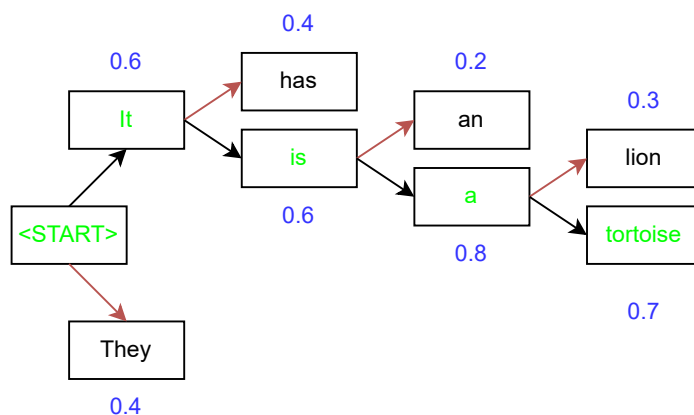 0.4
0.6
0.2
has
0.3
It
an
is
lion
a
<START>
0.6
tortoise
0.8
0.7
They
0.4